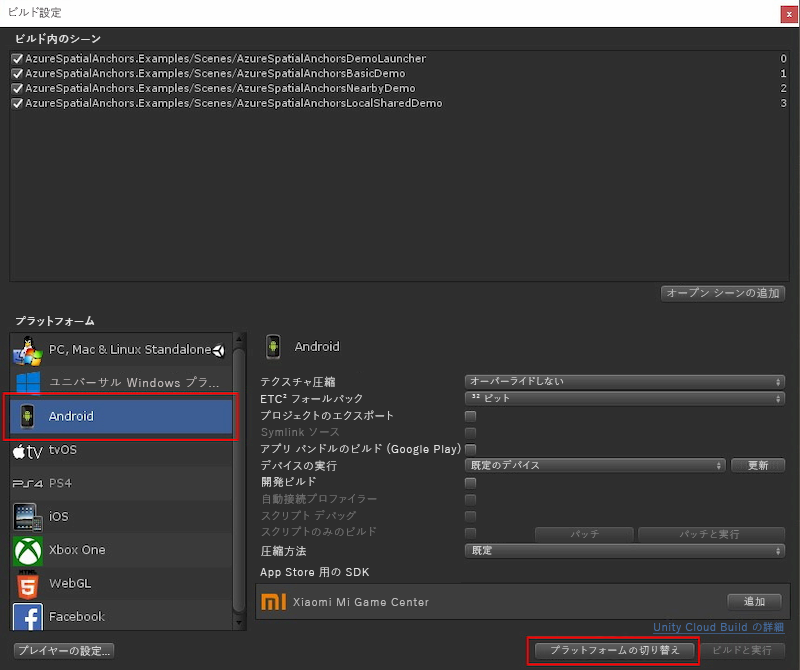 ビルド設定
x
ビルド内のシーン
AzureSpatialAnchors.Examples/Scenes/AzureSpatialAnchorsDemoLauncher 0
AzureSpatialAnchors.Examples/Scenes/AzureSpatialAnchorsBasicDemo 1
AzureSpatialAnchors.Examples/Scenes/AzureSpatialAnchorsNearbyDemo 2
AzureSpatialAnchors.Examples/Scenes/AzureSpatialAnchorsLocalSharedDemo 3
オープン シーンの追加
プラットフォーム
PC, Mac & Linux Standalone
ユニバーサル Windows プラ...
Android
tv tvOS
PS4 PS4
iOS
Xbox One
HTML 5 WebGL
f Facebook
プレイヤーの設定...
Android
テクスチャ圧縮 オーバーライドしない
ETC² フォールバック ³² ビット
プロジェクトのエクスポート
Symlink ソース
アプリ バンドルのビルド (Google Play)
デバイスの実行 既定のデバイス 更新
開発ビルド
自動接続プロファイラー
スクリプト デバッグ
スクリプトのみのビルド パッチ パッチと実行
圧縮方法 既定
App Store 用の SDK
mi Xiaomi Mi Game Center 追加
Unity Cloud Build の詳細
プラットフォームの切り替え ビルドと実行